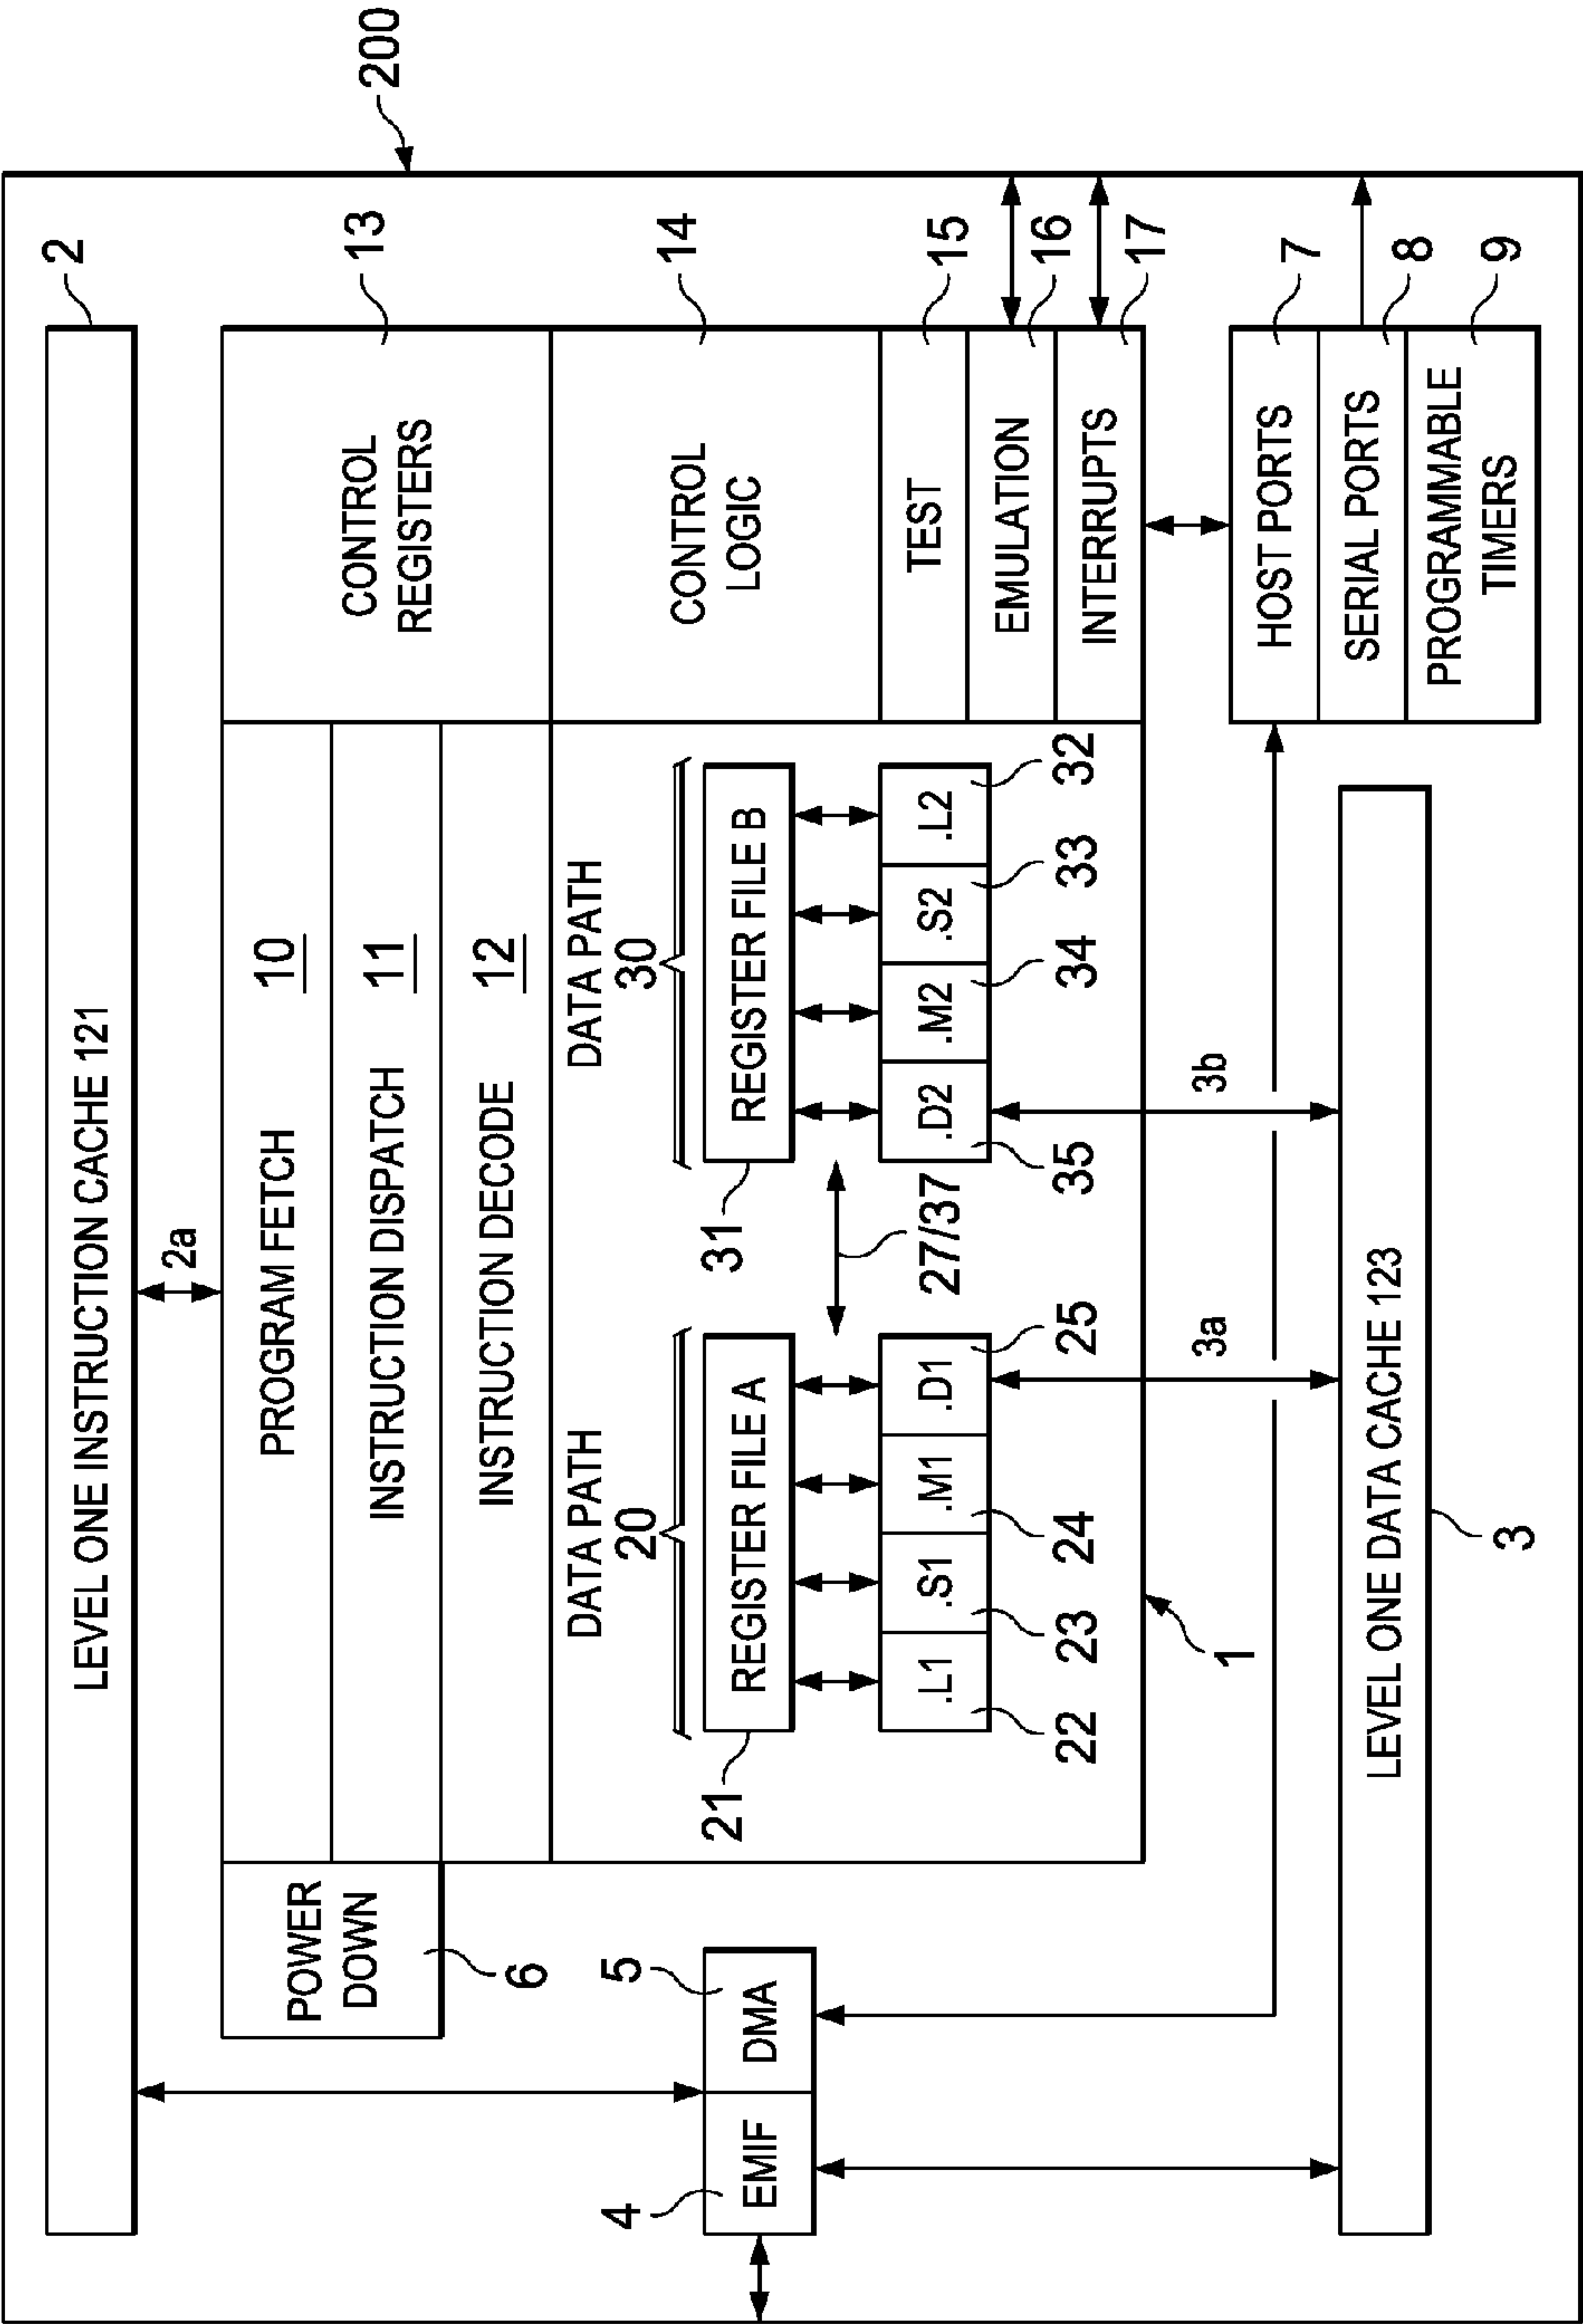 200
2
LEVEL ONE INSTRUCTION CACHE 121
2a
POWER
DOWN
6
PROGRAM FETCH
10
INSTRUCTION DISPATCH
11
INSTRUCTION DECODE
12
CONTROL
REGISTERS
13
CONTROL
LOGIC
14
TEST
15
EMULATION
16
INTERRUPTS
17
DATA PATH
20
REGISTER FILE A
21
.L1
.S1
.M1
.D1
22
23
24
25
DATA PATH
30
REGISTER FILE B
31
.D2
.M2
.S2
.L2
35
34
33
32
27/37
1
4
EMIF
5
DMA
3a
3b
HOST PORTS
7
SERIAL PORTS
8
PROGRAMMABLE
TIMERS
9
LEVEL ONE DATA CACHE 123
3